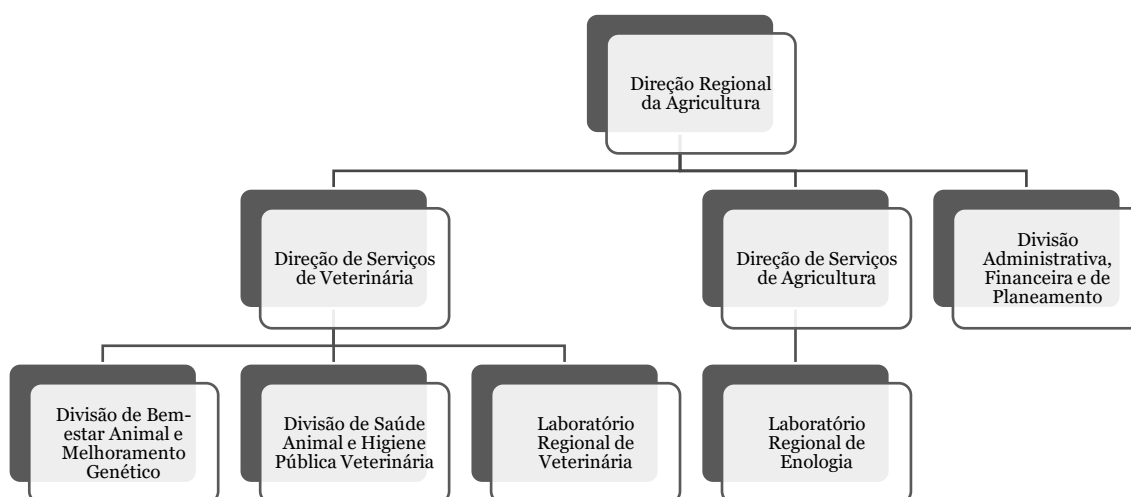 Direção Regional
da Agricultura
Direção de Serviços
de Veterinária
Direção de Serviços
de Agricultura
Divisão
Administrativa,
Financeira e de
Planeamento
Divisão de Bem-
estar Animal e
Melhoramento
Genético
Divisão de Saúde
Animal e Higiene
Pública Veterinária
Laboratório
Regional de
Veterinária
Laboratório
Regional de
Enologia